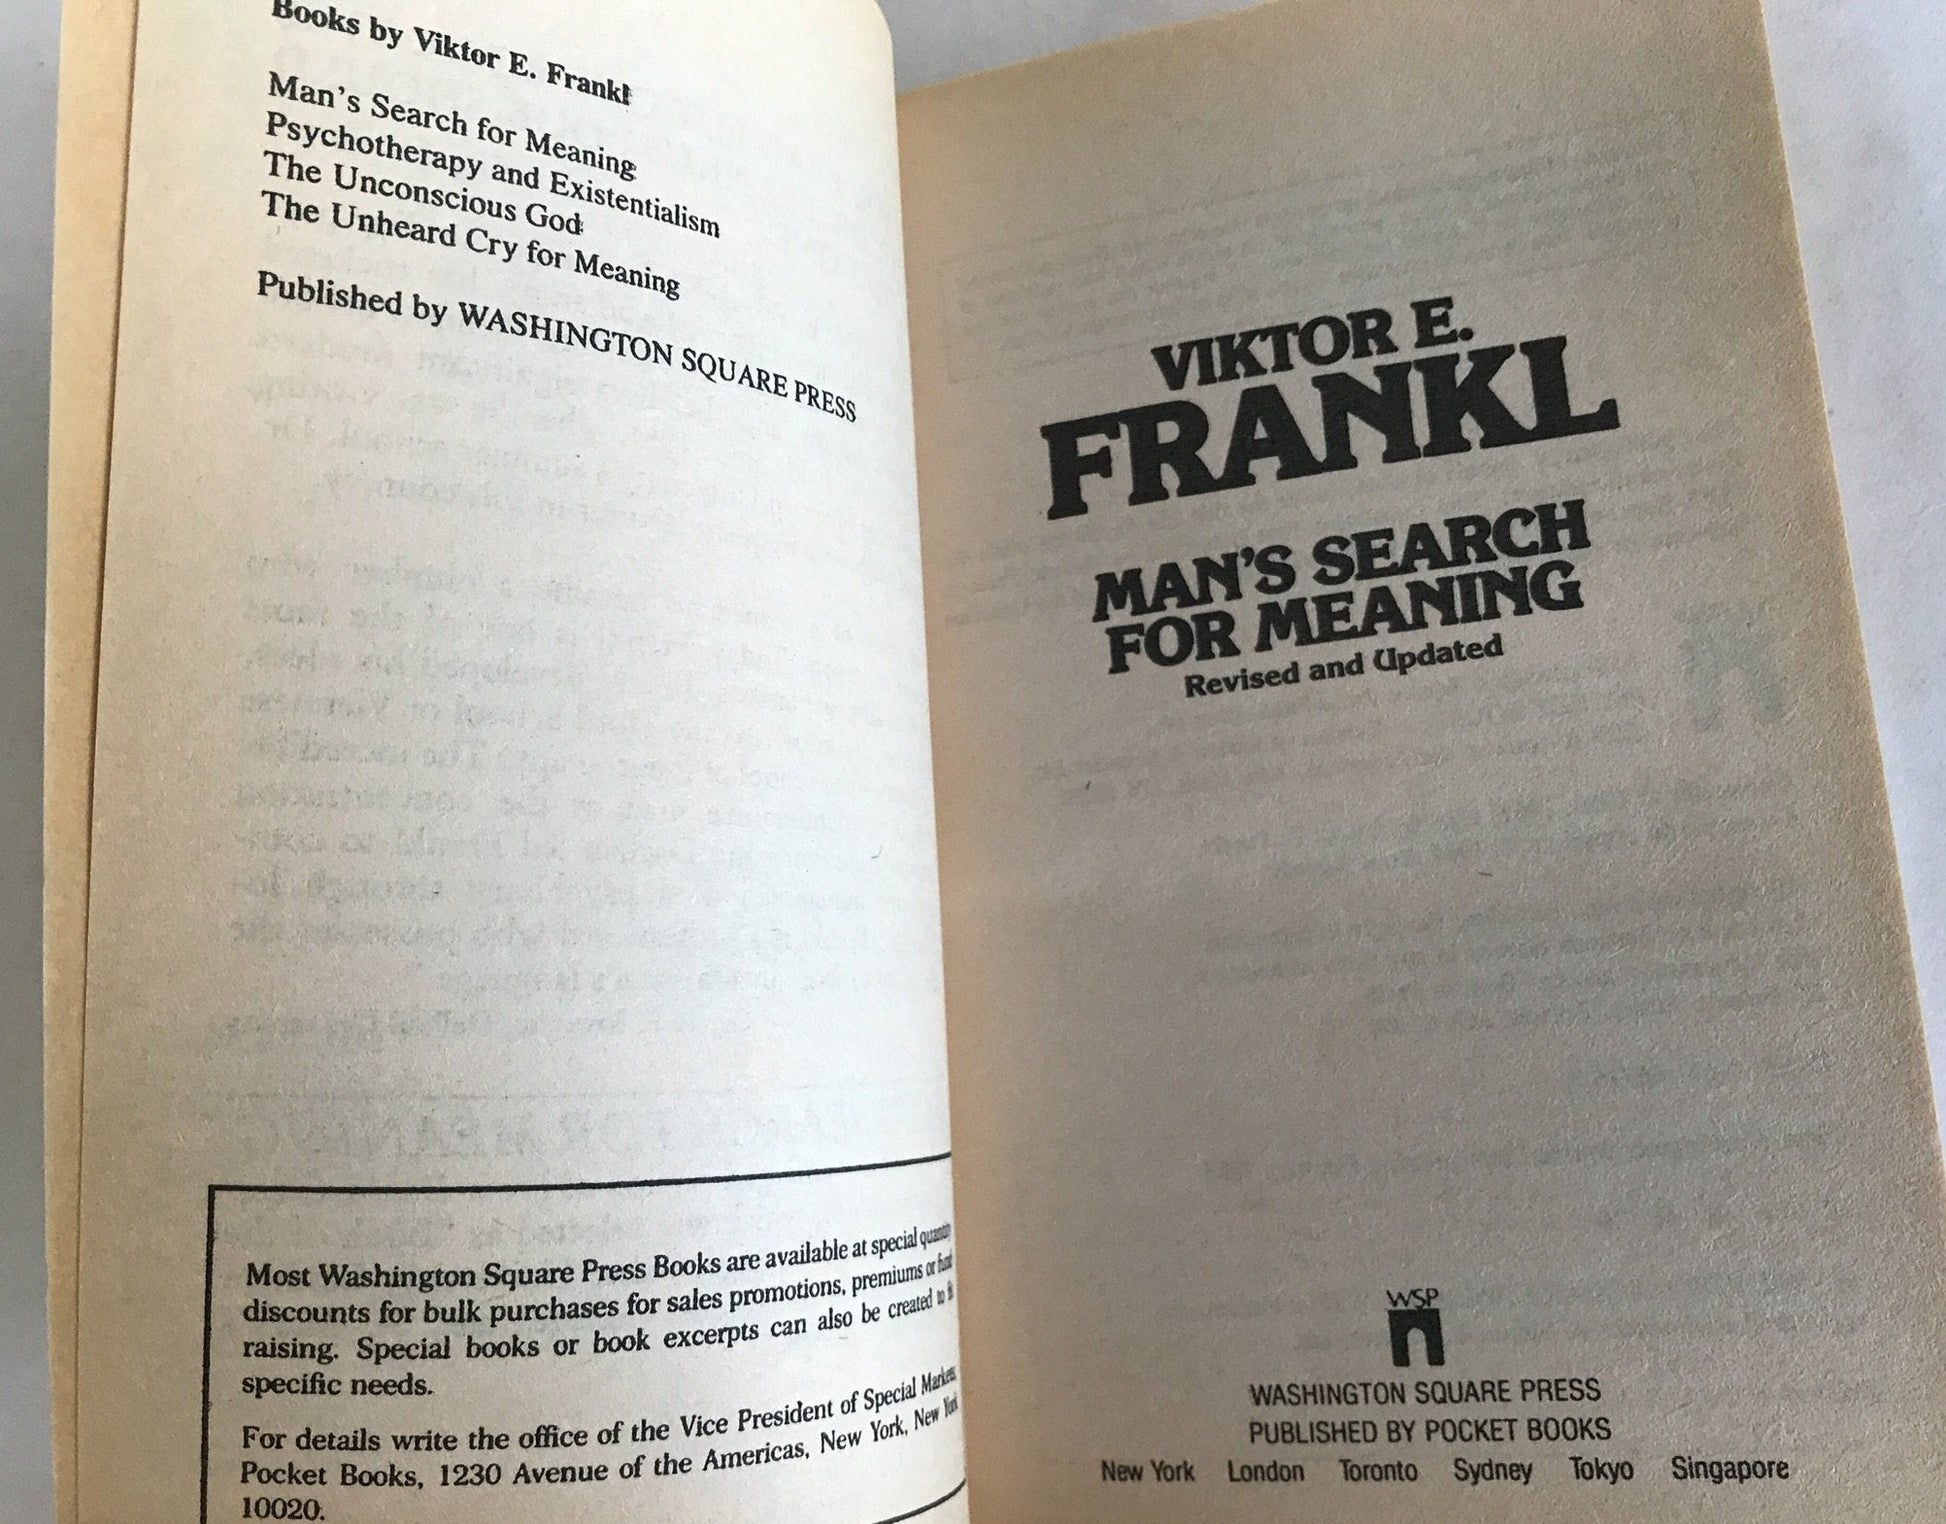 Books by Viktor E. Frankl
Man's Search for Meaning
Psychotherapy and Existentialism
The Unconscious God
The Unheard Cry for Meaning
Published by WASHINGTON SQUARE PRESS
Most Washington Square Press Books are available at special quantity
discounts for bulk purchases for sales promotions, premiums or fund
raising. Special books or book excerpts can also be created to fit
specific needs.
For details write the office of the Vice President of Special Markets,
Pocket Books, 1230 Avenue of the Americas, New York, New York
10020.
VIKTOR E.
FRANKL
MAN'S SEARCH
FOR MEANING
Revised and Updated
WSP
WASHINGTON SQUARE PRESS
PUBLISHED BY POCKET BOOKS
New York London Toronto Sydney Tokyo Singapore